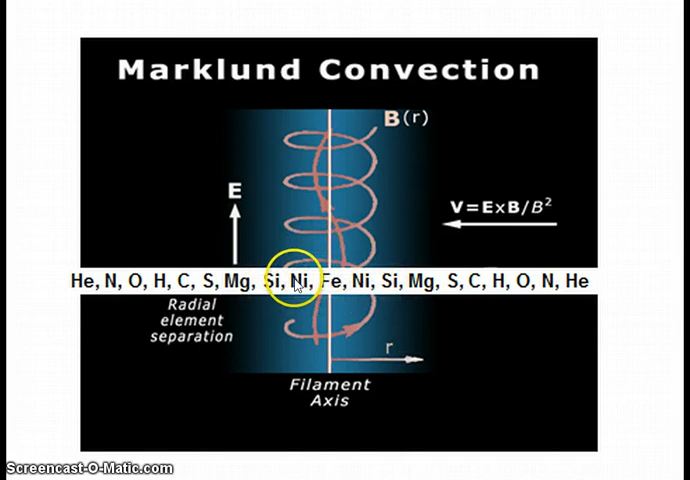 Marklund Convection
B(r)
E
V=ExB/B²
He, N, O, H, C, S, Mg, Si, Ni, Fe, Ni, Si, Mg, S, C, H, O, N, He
Radial
element
separation
r
Filament
Axis
Screencast-O-Matic.com